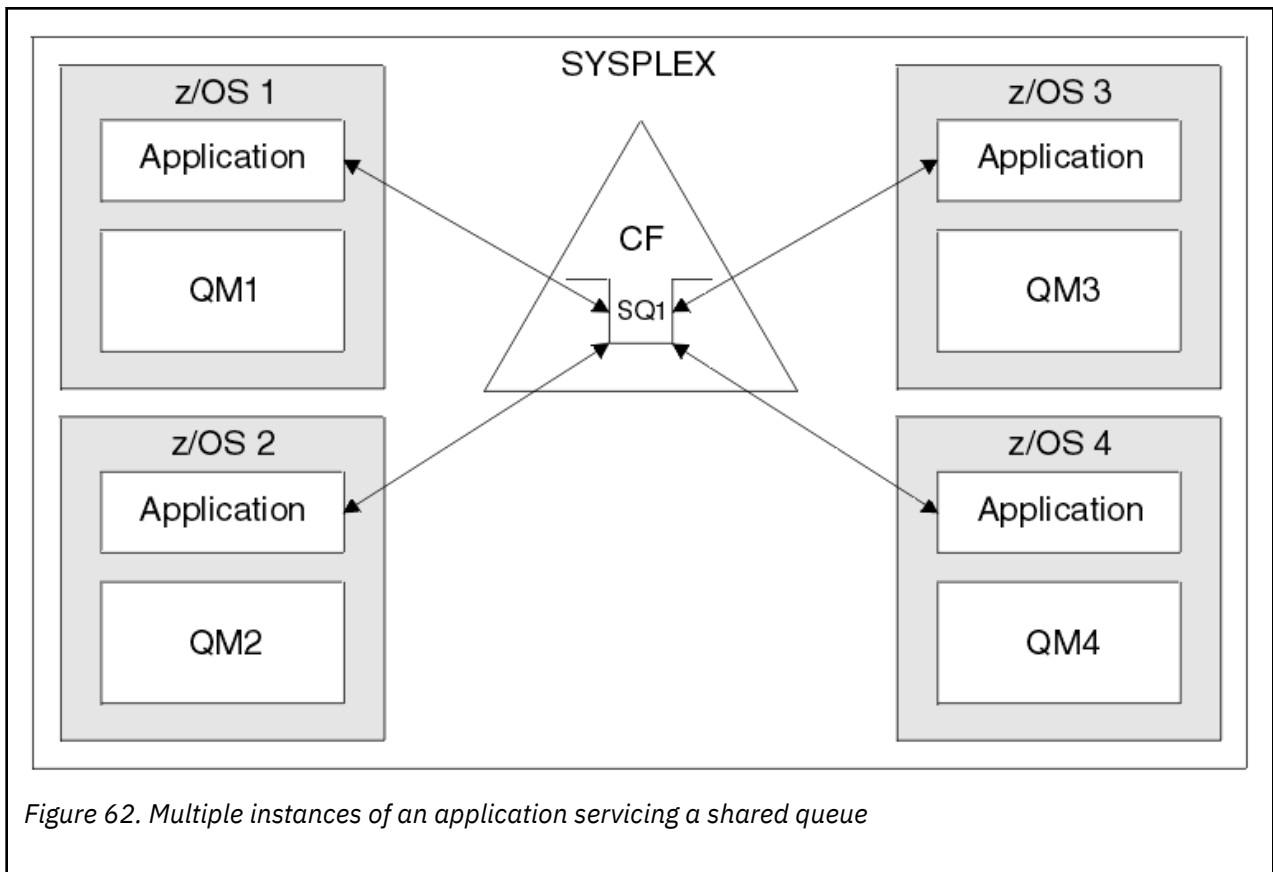 SYSPLEX
z/OS 1
Application
QM1
z/OS 2
Application
QM2
CF
SQ1
z/OS 3
Application
QM3
z/OS 4
Application
QM4
Figure 62. Multiple instances of an application servicing a shared queue